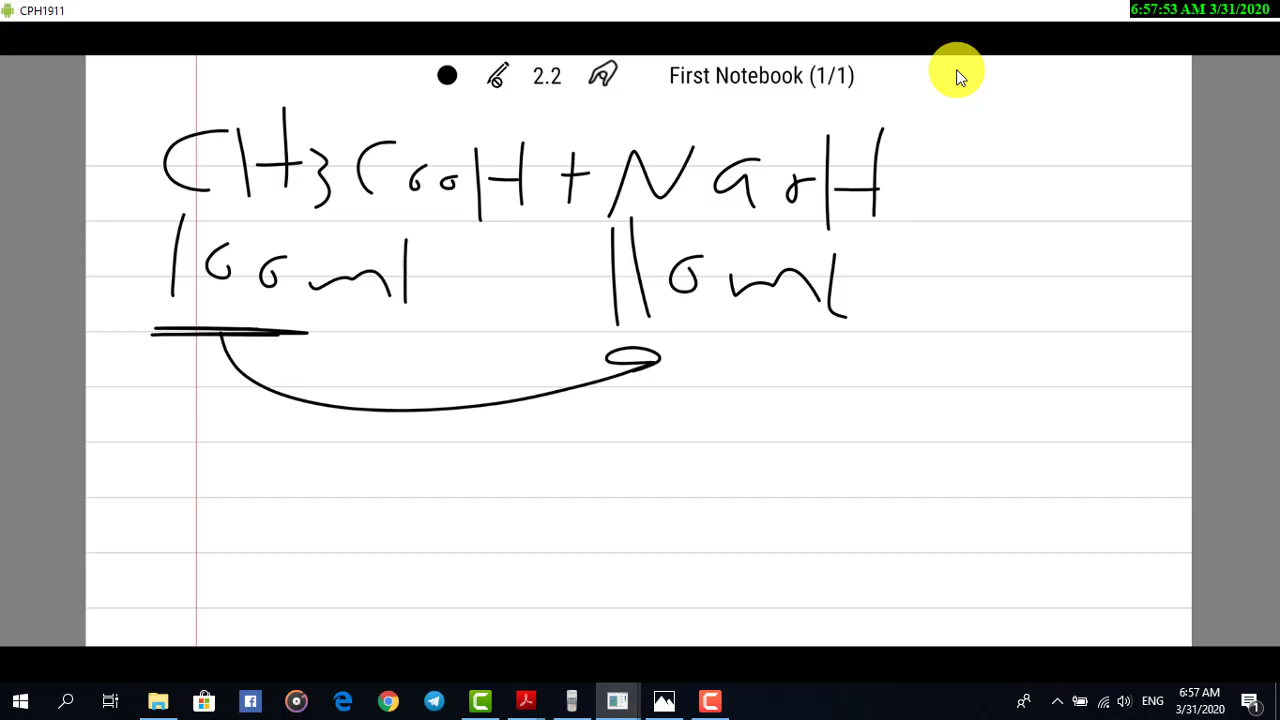 CPH1911
6:57:53 AM 3/31/2020
2.2 First Notebook (1/1)
CH3COOH + NaOH
100ml 110ml
ENG 6:57 AM
3/31/2020
1